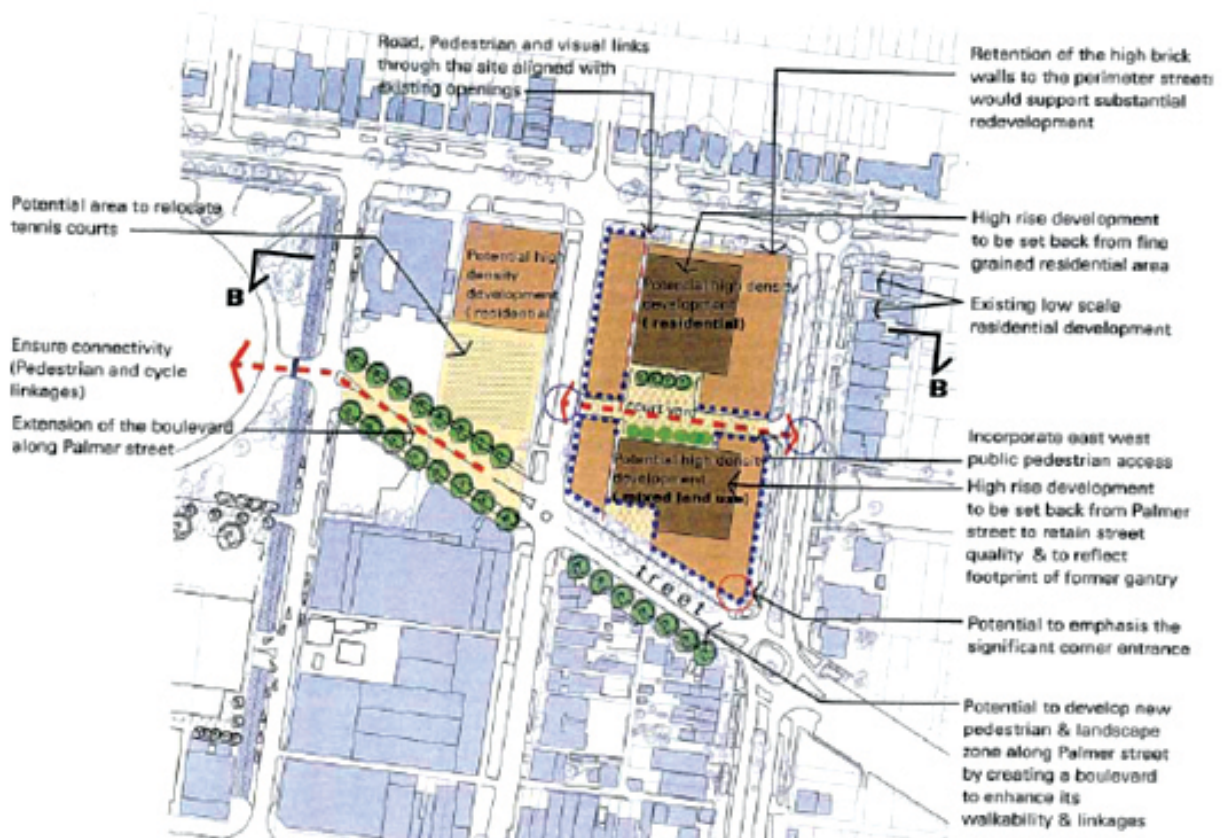 Road, Pedestrian and visual links
through the site aligned with
existing openings
Retention of the high brick
walls to the perimeter streets
would support substantial
redevelopment
Potential area to relocate
tennis courts
High rise development
to be set back from fine
grained residential area
Existing low scale
residential development
B
B
Potential high
density
development
( residential)
Potential high density
development
( residential)
Ensure connectivity
(Pedestrian and cycle
linkages)
Extension of the boulevard
along Palmer street
court yard
Potential high density
development
( mixed land use)
Incorporate east west
public pedestrian access
High rise development
to be set back from Palmer
street to retain street
quality & to reflect
footprint of former gantry
treet
Potential to emphasis the
significant corner entrance
Potential to develop new
pedestrian & landscape
zone along Palmer street
by creating a boulevard
to enhance its
walkability & linkages